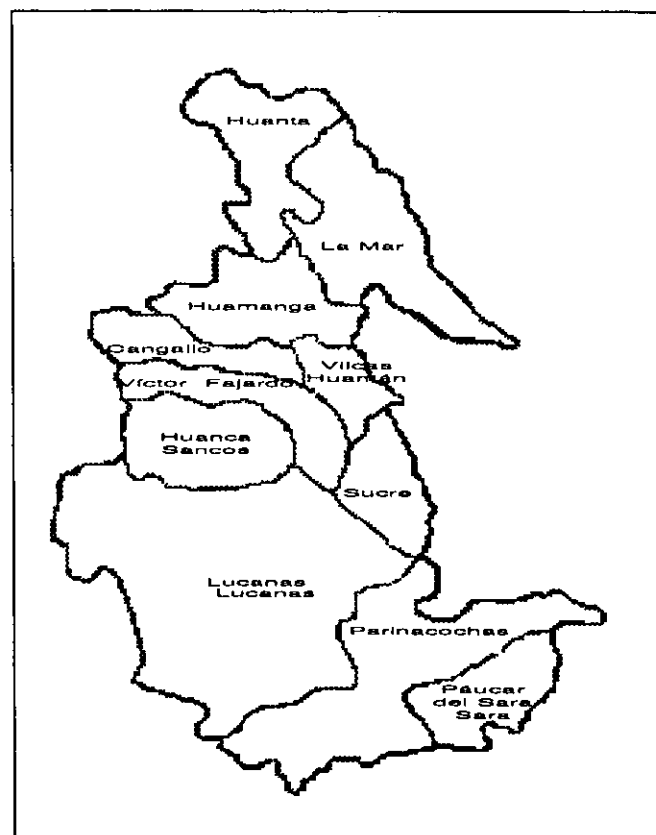 Huanta
La Mar
Huamanga
Cangallo
Vilcas
Huamán
Víctor Fajardo
Huanca
Sancos
Sucre
Lucanas
Lucanas
Parinacochas
Páucar
del Sara
Sara